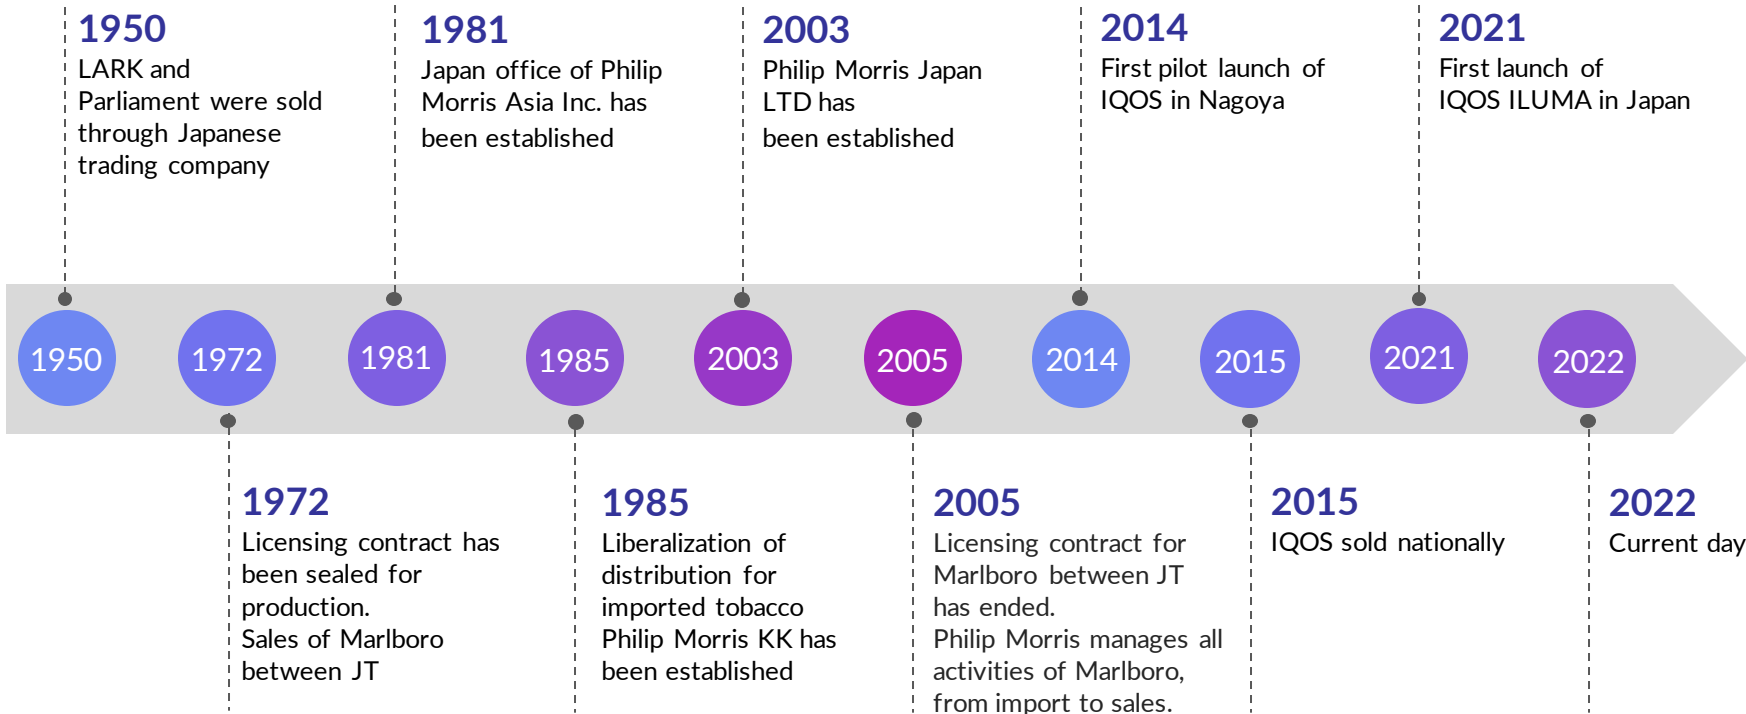 1950
LARK and
Parliament were sold
through Japanese
trading company
1981
Japan office of Philip
Morris Asia Inc. has
been established
2003
Philip Morris Japan
LTD has
been established
2014
First pilot launch of
IQOS in Nagoya
2021
First launch of
IQOS ILUMA in Japan
1950
1972
1981
1985
2003
2005
2014
2015
2021
2022
1972
Licensing contract has
been sealed for
production.
Sales of Marlboro
between JT
1985
Liberalization of
distribution for
imported tobacco
Philip Morris KK has
been established
2005
Licensing contract for
Marlboro between JT
has ended.
Philip Morris manages all
activities of Marlboro,
from import to sales.
2015
IQOS sold nationally
2022
Current day